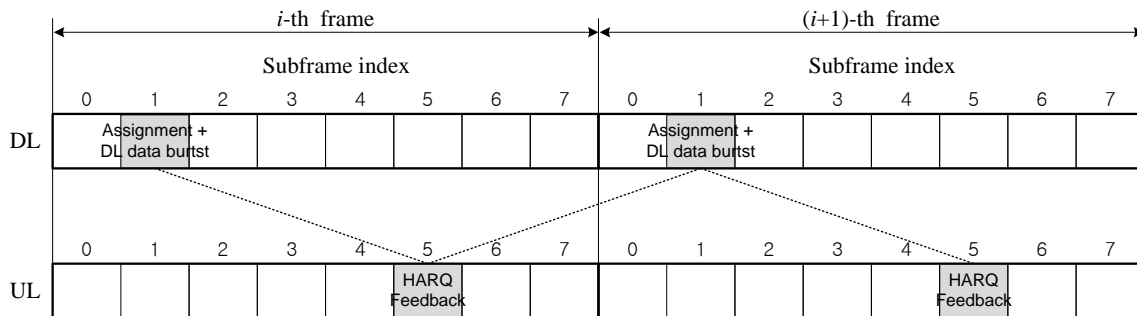 i-th frame (i+1)-th frame
Subframe index Subframe index
0 1 2 3 4 5 6 7 0 1 2 3 4 5 6 7
DL
Assignment + Assignment +
DL data burtst DL data burtst
0 1 2 3 4 5 6 7 0 1 2 3 4 5 6 7
UL
HARQ HARQ
Feedback Feedback